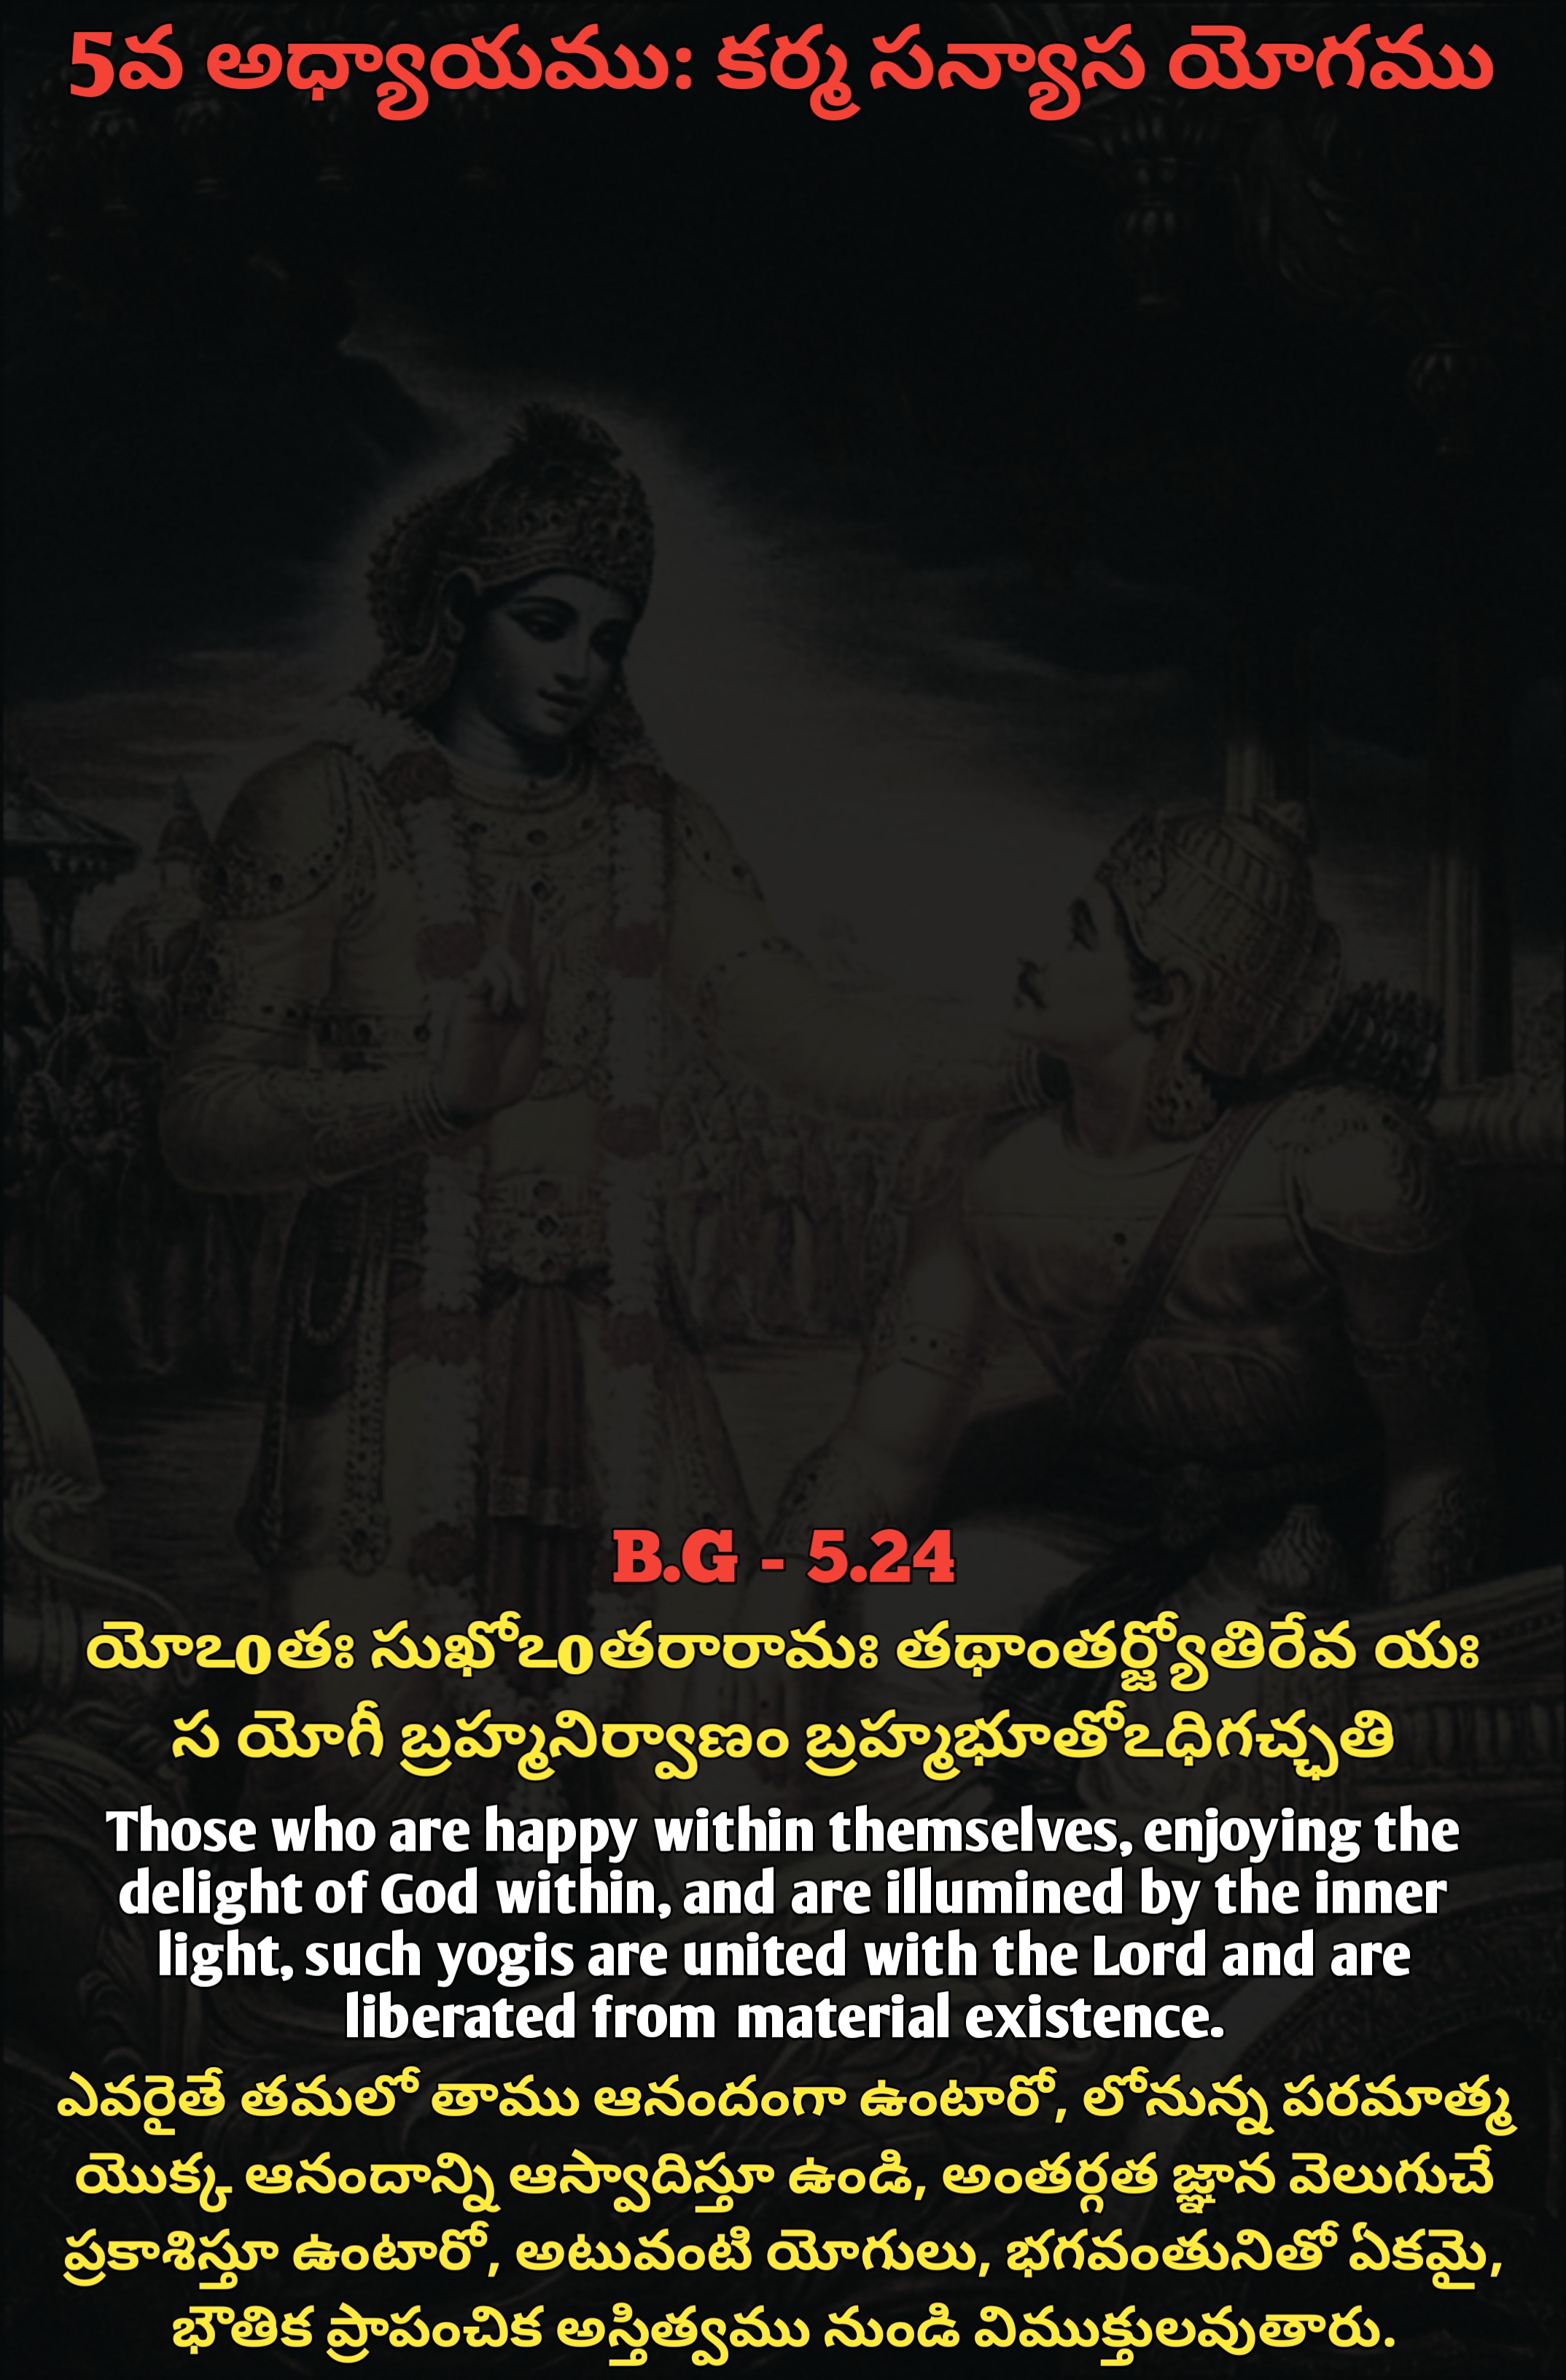 5వ అధ్యాయము: కర్మ సన్యాస యోగము
B.G - 5.24
యోఽ0తః సుఖోఽ0తరారామః తథాంతర్జ్యోతిరేవ యః
స యోగీ బ్రహ్మనిర్వాణం బ్రహ్మభూతోఽధిగచ్ఛతి
Those who are happy within themselves, enjoying the
delight of God within, and are illumined by the inner
light, such yogis are united with the Lord and are
liberated from material existence.
ఎవరైతే తమలో తాము ఆనందంగా ఉంటారో, లోనున్న పరమాత్మ
యొక్క ఆనందాన్ని ఆస్వాదిస్తూ ఉండి, అంతర్గత జ్ఞాన వెలుగుచే
ప్రకాశిస్తూ ఉంటారో, అటువంటి యోగులు, భగవంతునితో ఏకమై,
భౌతిక ప్రాపంచిక అస్తిత్వము నుండి విముక్తులవుతారు.